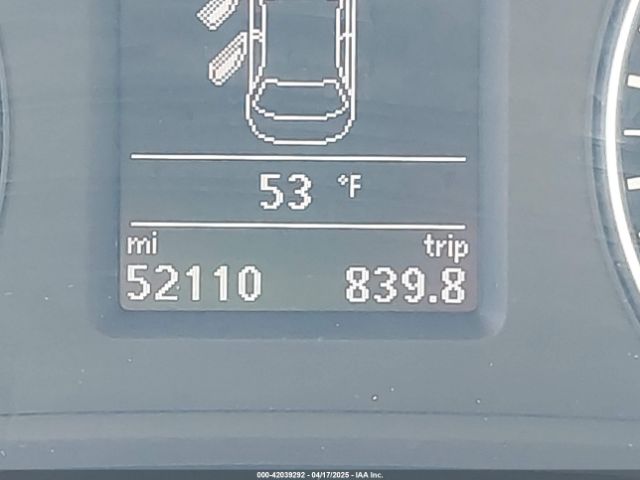 53 °F
mi trip
52110 839.8
000-42039292 - 04/17/2025 - IAA Inc.